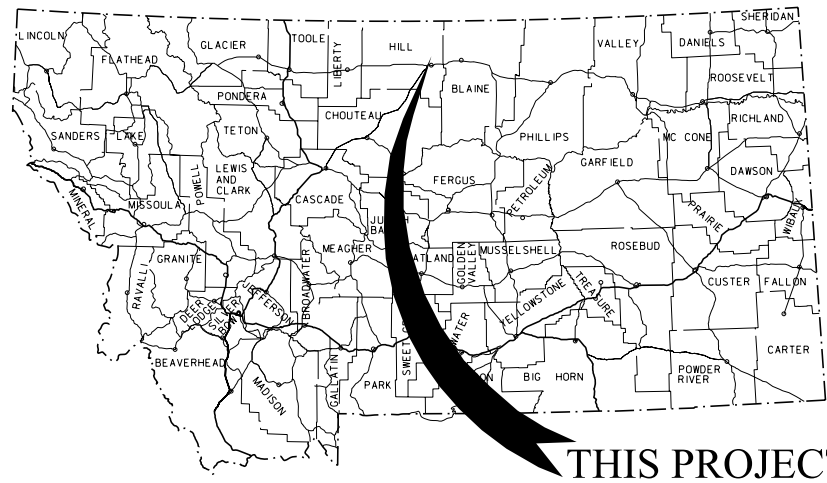 LINCOLN
FLATHEAD
GLACIER
TOOLE
LIBERTY
HILL
BLAINE
VALLEY
DANIELS
SHERIDAN
ROOSEVELT
PONDERA
CHOUTEAU
PHILLIPS
RICHLAND
MC CONE
SANDERS
LAKE
TETON
LEWIS
AND
CLARK
POWELL
MISSOULA
MINERAL
CASCADE
FERGUS
PETROLEUM
GARFIELD
DAWSON
PRAIRIE
WIBAUX
GRANITE
RAVALLI
MEAGHER
BROADWATER
JEFFERSON
DEER
LODGE
SILVER
BOW
GOLDEN
VALLEY
MUSSELSHELL
ROSEBUD
TREASURE
YELLOWSTONE
CUSTER
FALLON
BEAVERHEAD
MADISON
GALLATIN
PARK
BIG HORN
POWDER
RIVER
CARTER
THIS PROJEC